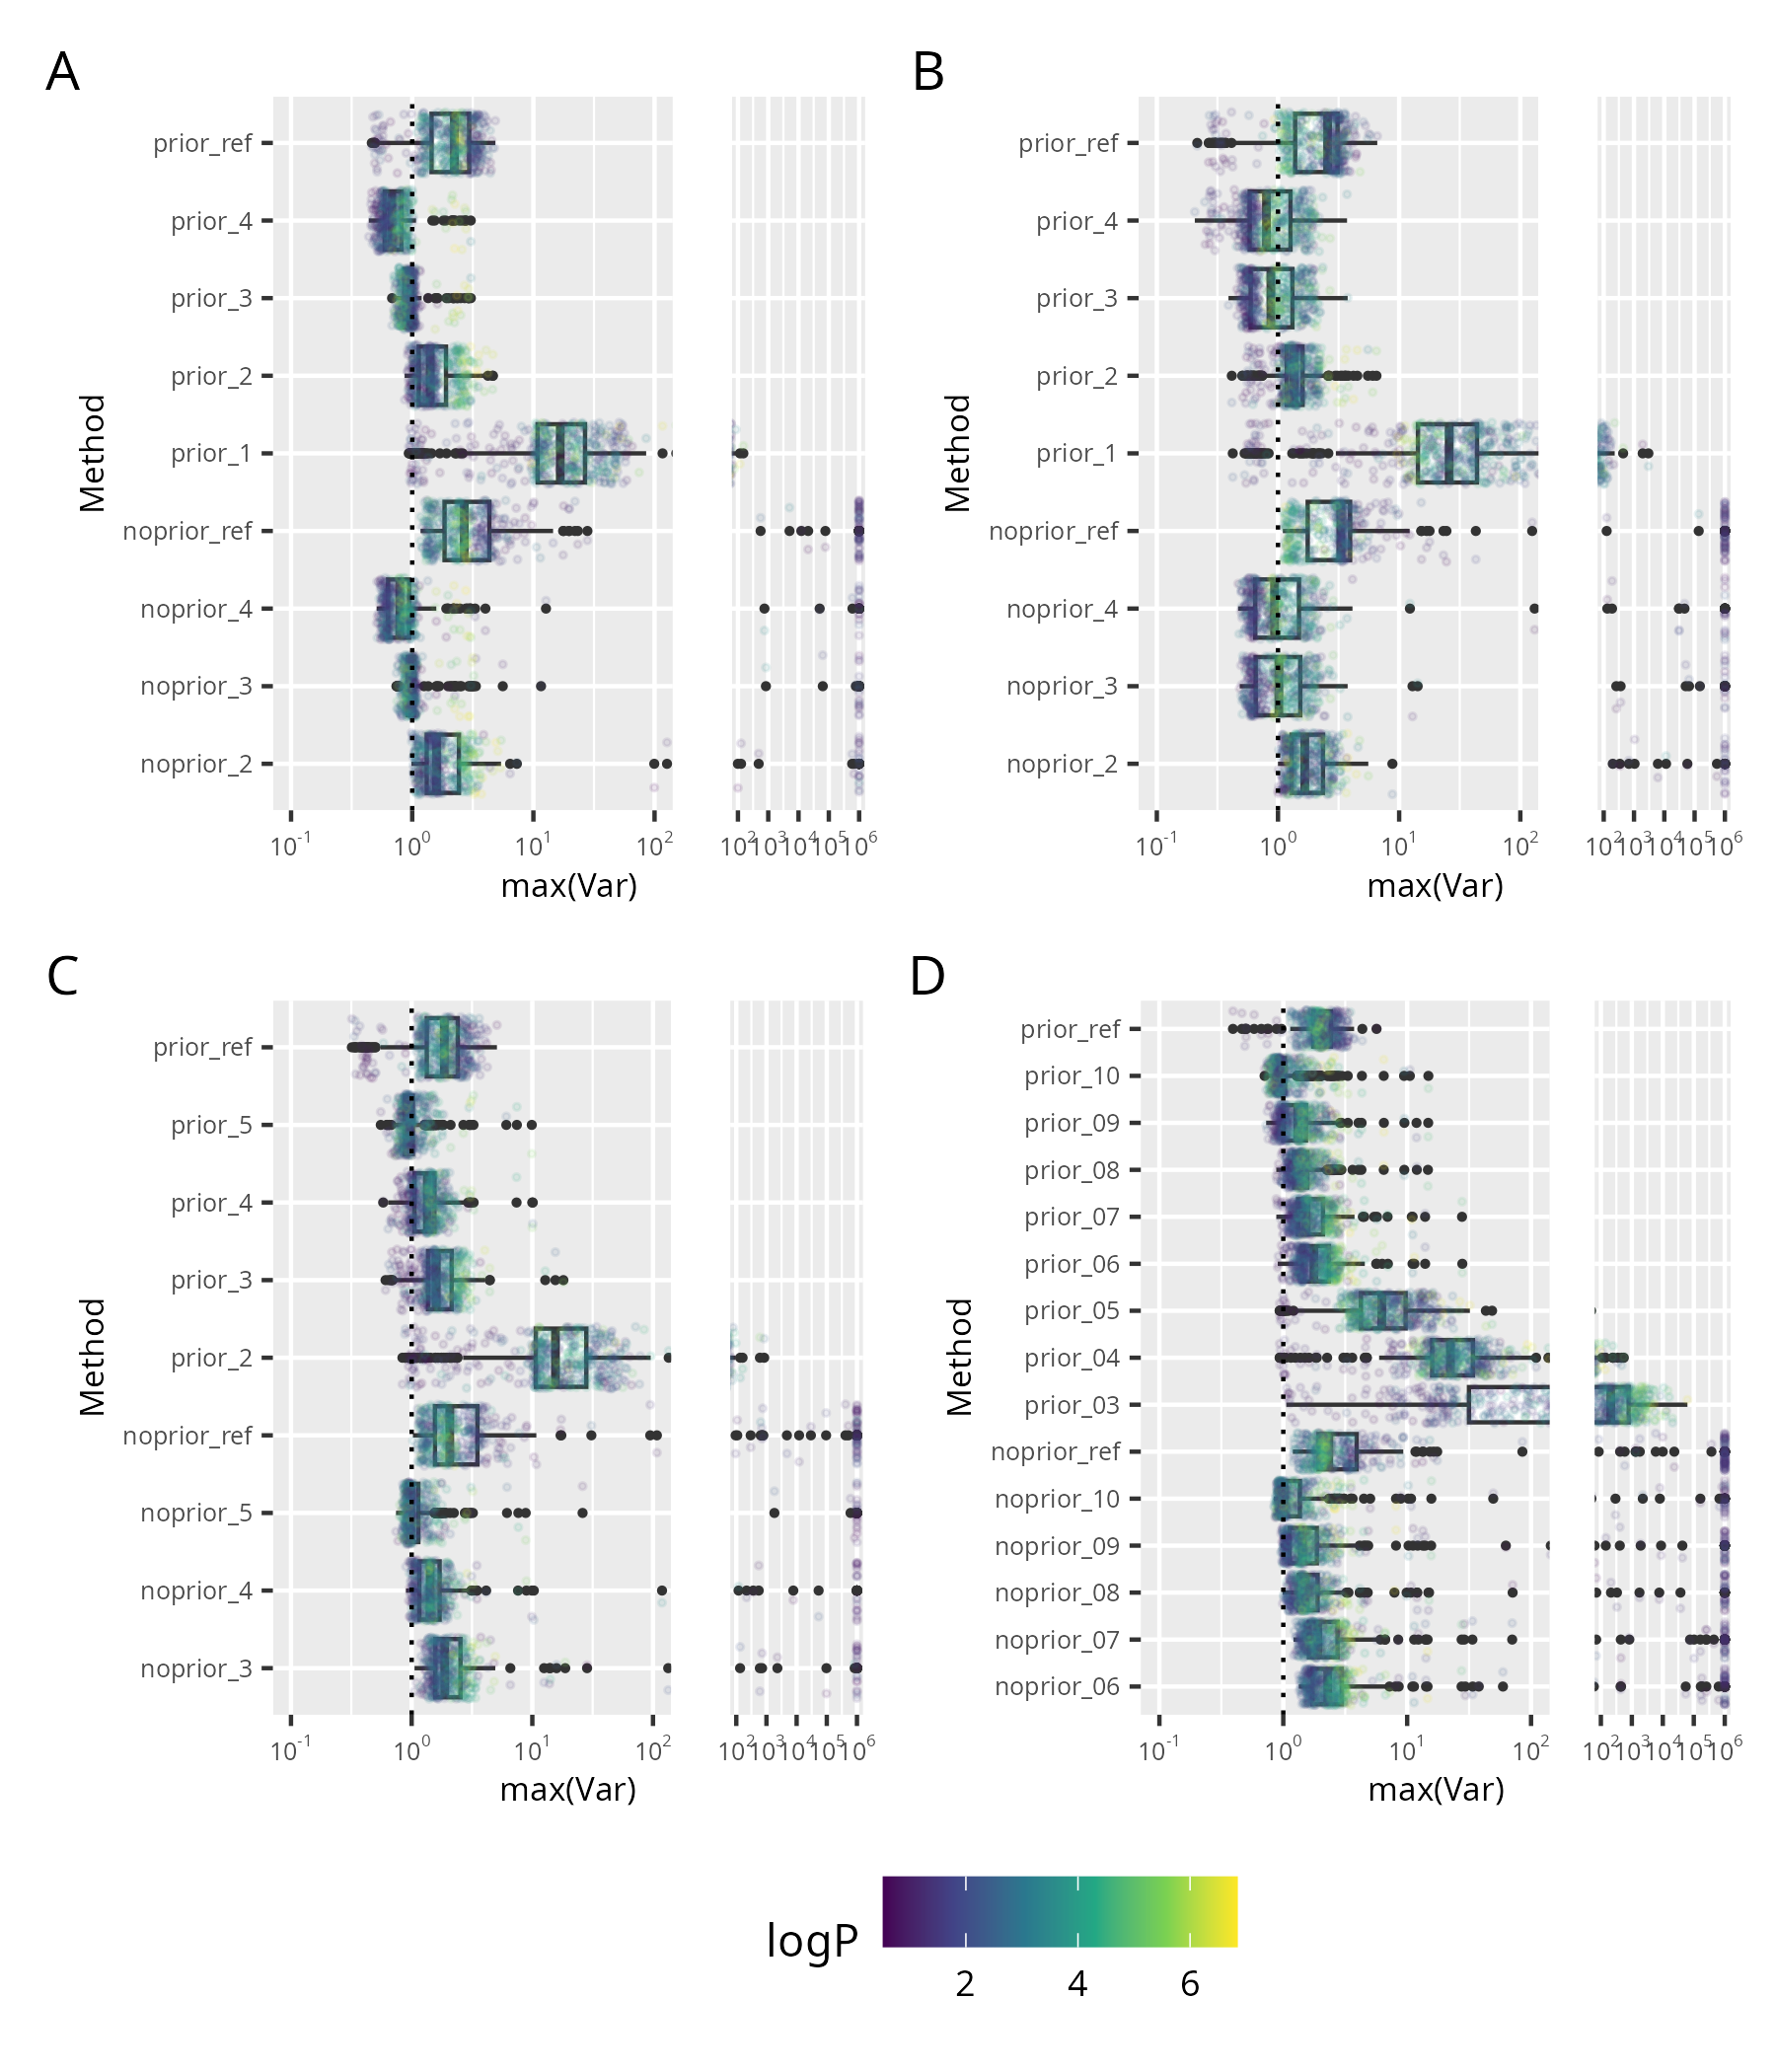 A
prior_ref
prior_4
prior_3
prior_2
prior_1
noprior_ref
noprior_4
noprior_3
noprior_2
Method
10^-1 10^0 10^1 10^2 10^2 10^3 10^4 10^5 10^6
max(Var)
B
prior_ref
prior_4
prior_3
prior_2
prior_1
noprior_ref
noprior_4
noprior_3
noprior_2
Method
10^-1 10^0 10^1 10^2 10^2 10^3 10^4 10^5 10^6
max(Var)
C
prior_ref
prior_5
prior_4
prior_3
prior_2
noprior_ref
noprior_5
noprior_4
noprior_3
Method
10^-1 10^0 10^1 10^2 10^2 10^3 10^4 10^5 10^6
max(Var)
D
prior_ref
prior_10
prior_09
prior_08
prior_07
prior_06
prior_05
prior_04
prior_03
noprior_ref
noprior_10
noprior_09
noprior_08
noprior_07
noprior_06
Method
10^-1 10^0 10^1 10^2 10^2 10^3 10^4 10^5 10^6
max(Var)
logP
2 4 6